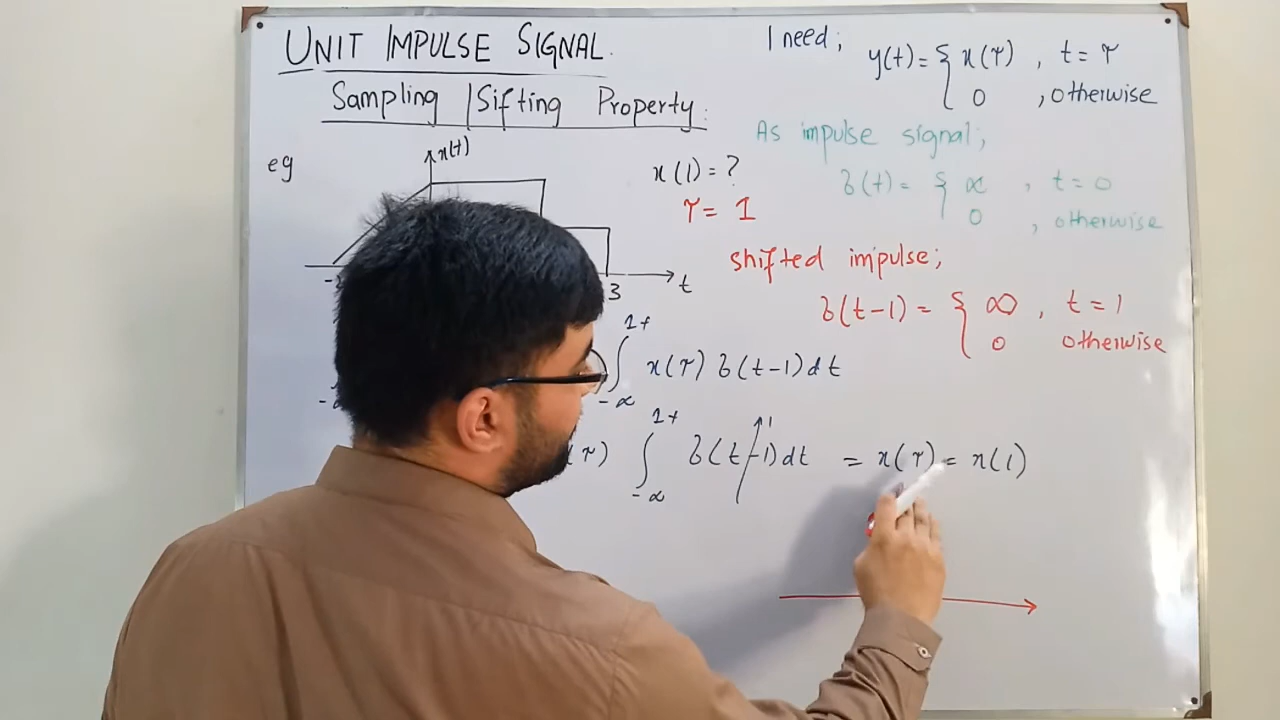 UNIT IMPULSE SIGNAL.
Sampling / Sifting Property.
eg
x(t)
x(1) = ?
τ = 1
t
3
1+
∫ x(τ) δ(t-1) dt
-∞
1+
(τ) ∫ δ(t-1) dt = x(τ) = x(1)
-∞
1
I need;
y(t) = { x(τ) , t = τ
0 , otherwise
As impulse signal;
δ(t) = { ∞ , t = 0
0 , otherwise
shifted impulse;
δ(t-1) = { ∞ , t = 1
0 otherwise